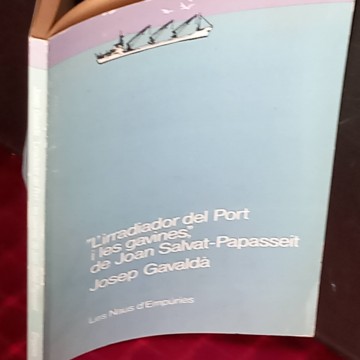 "L'irradiador del Port
i les gavines,"
de Joan Salvat-Papasseit
Josep Gavaldà
Les Naus d'Empúries